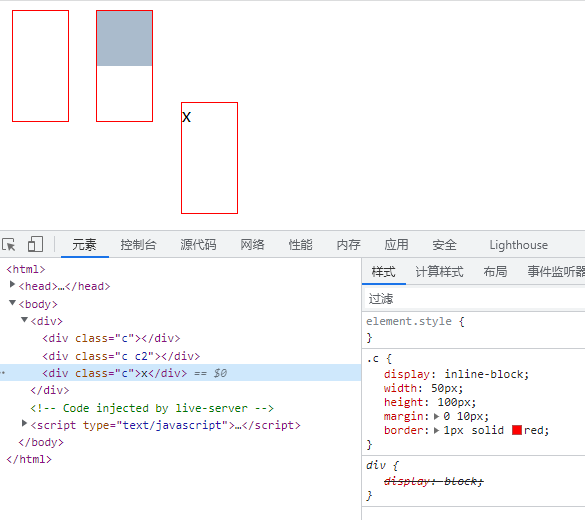 x
元素 控制台 源代码 网络 性能 内存 应用 安全 Lighthouse
<html>
<head>…</head>
<body>
<div>
<div class="c"></div>
<div class="c c2"></div>
<div class="c">x</div> == $0
</div>
<!-- Code injected by live-server -->
<script type="text/javascript">…</script>
</body>
</html>
样式 计算样式 布局 事件监听器
过滤
element.style {
}
.c {
display: inline-block;
width: 50px;
height: 100px;
margin: 0 10px;
border: 1px solid red;
}
div {
display: block;
}